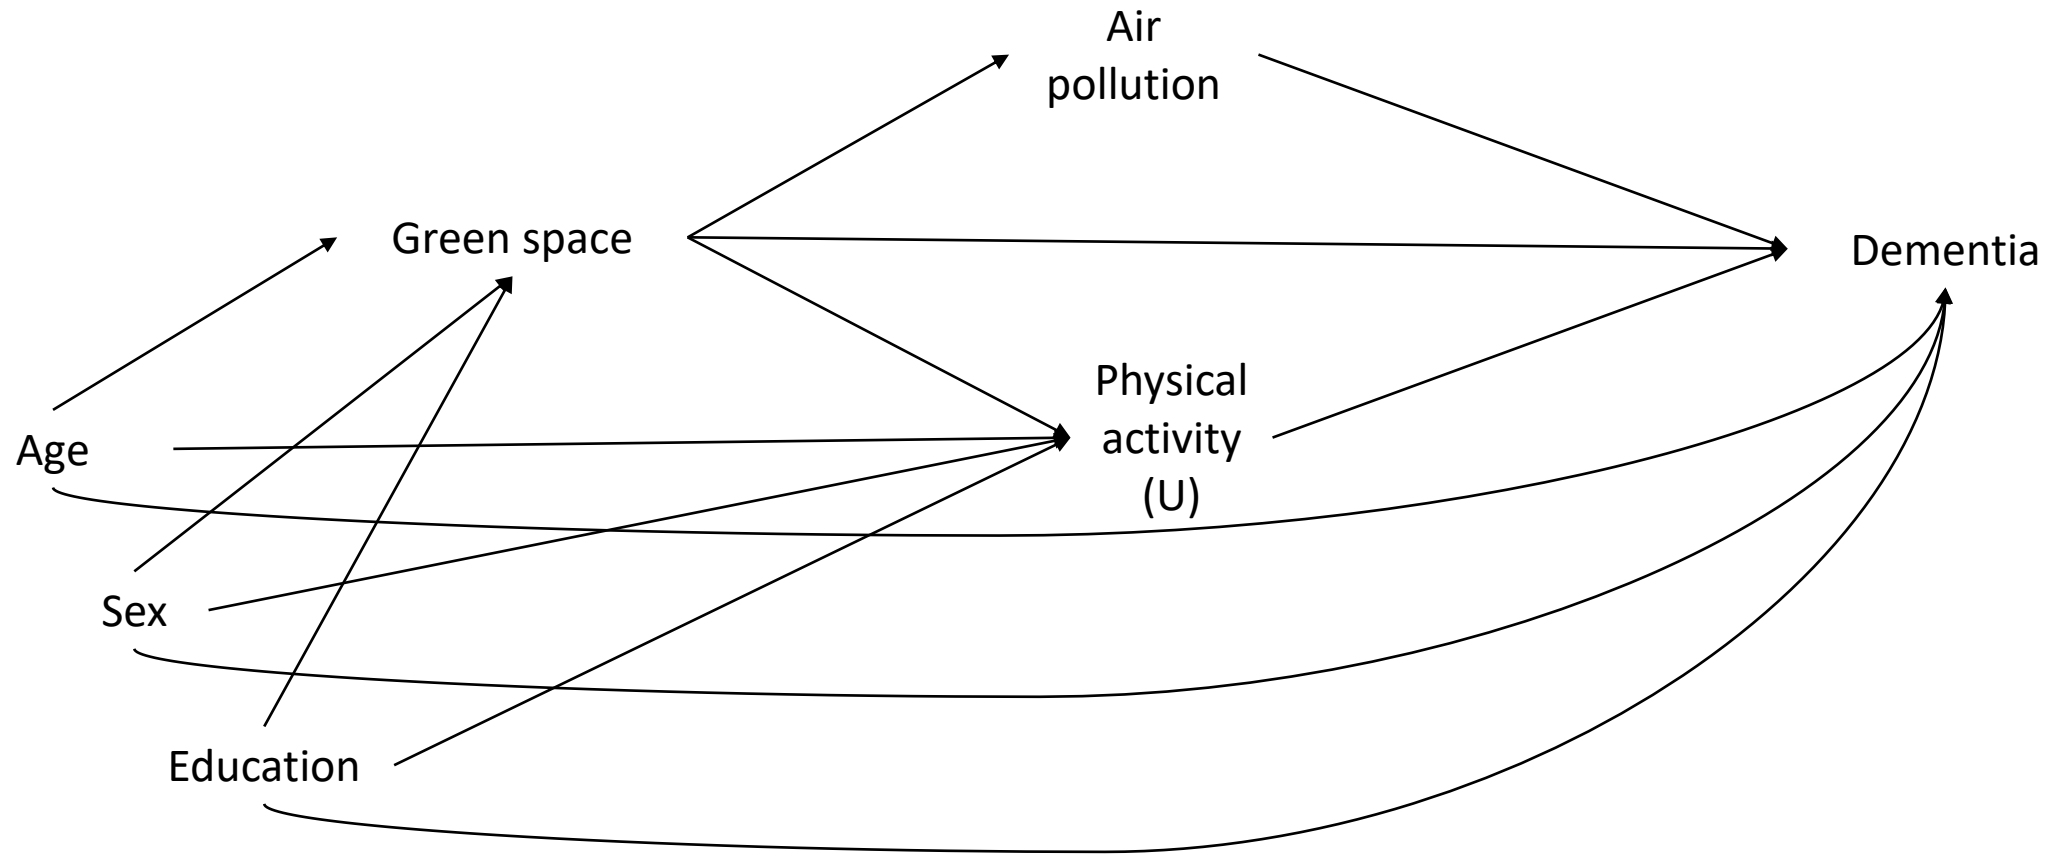 Air
pollution
Green space
Dementia
Physical
activity
(U)
Age
Sex
Education